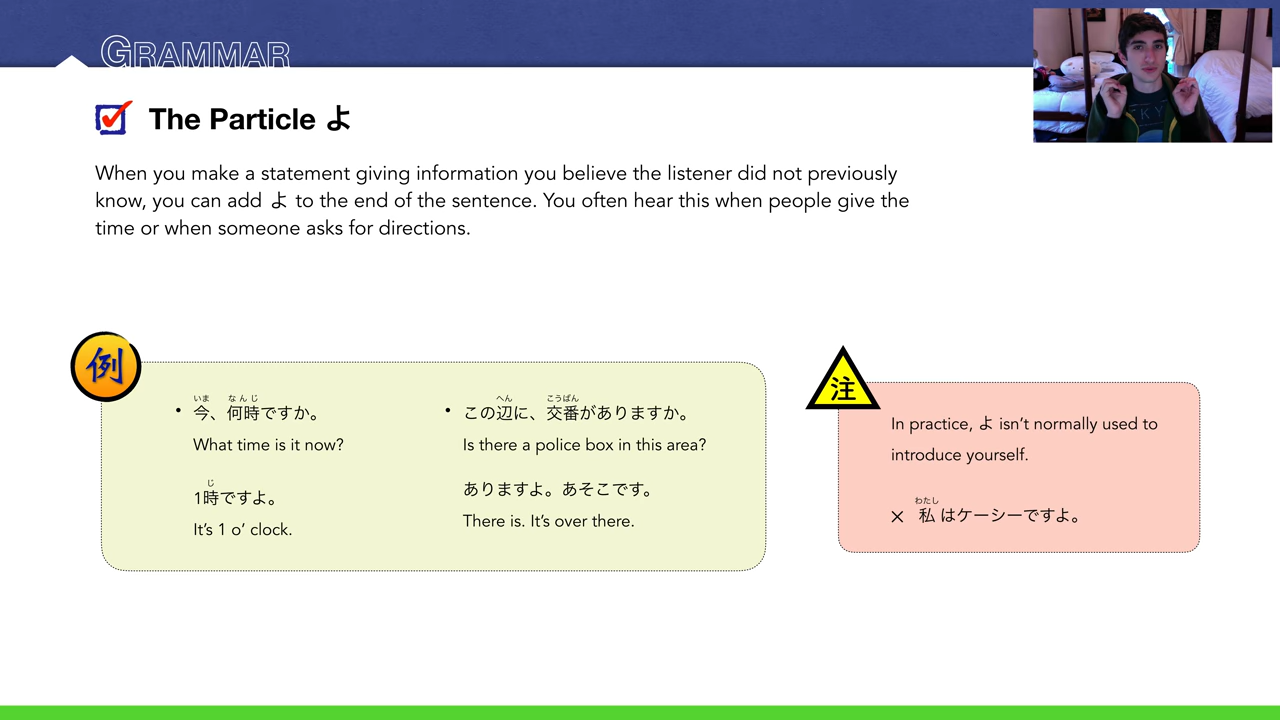 GRAMMAR
The Particle よ
When you make a statement giving information you believe the listener did not previously
know, you can add よ to the end of the sentence. You often hear this when people give the
time or when someone asks for directions.
例
いま なんじ
• 今、何時ですか。
What time is it now?
じ
1時ですよ。
It's 1 o' clock.
へん こうばん
• この辺に、交番がありますか。
Is there a police box in this area?
ありますよ。あそこです。
There is. It's over there.
注
In practice, よ isn't normally used to
introduce yourself.
わたし
× 私はケーシーですよ。